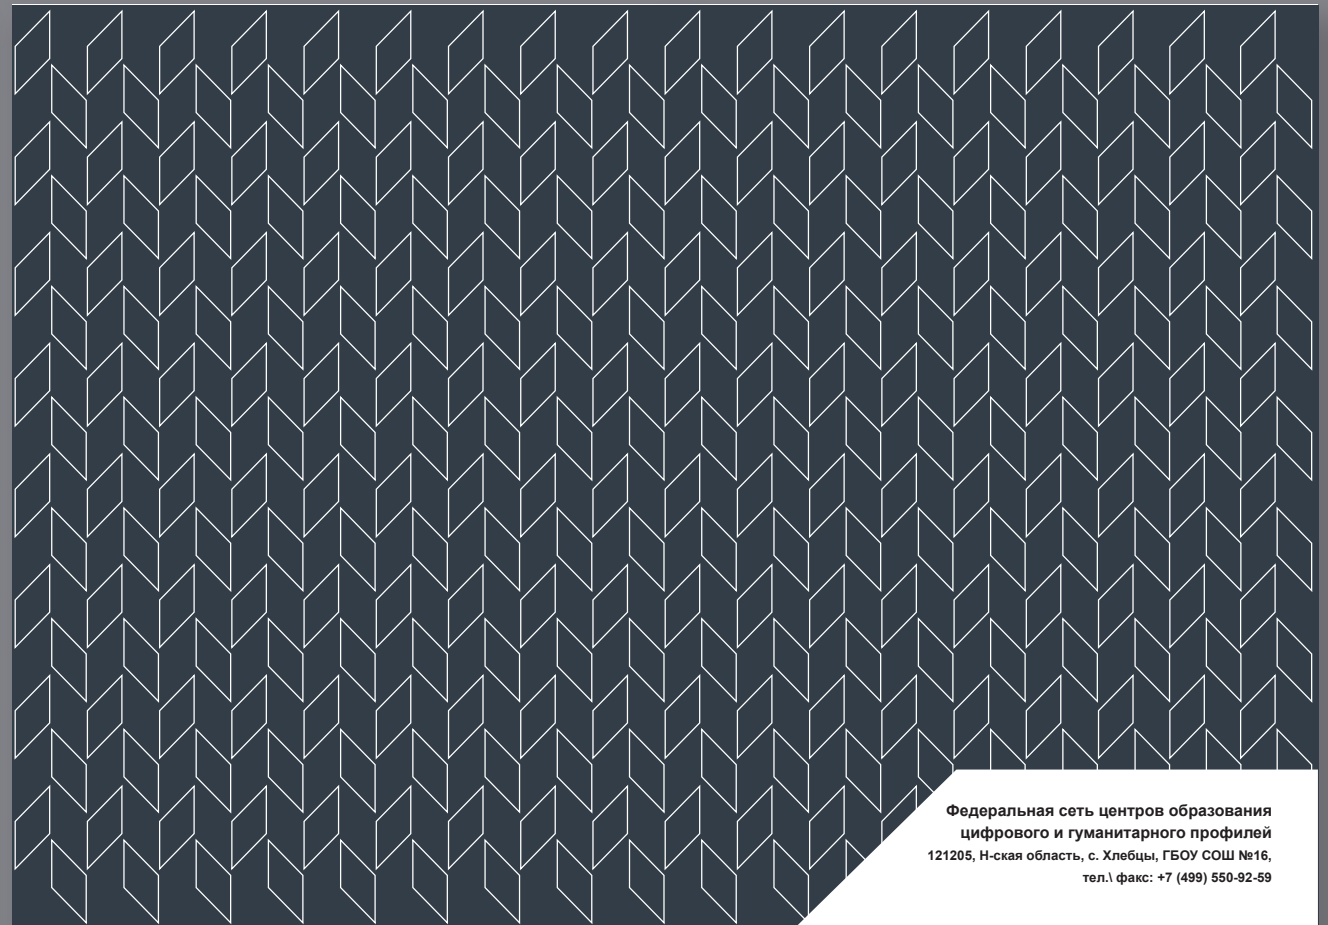 Федеральная сеть центров образования
цифрового и гуманитарного профилей
121205, Н-ская область, с. Хлебцы, ГБОУ СОШ №16,
тел.\ факс: +7 (499) 550-92-59